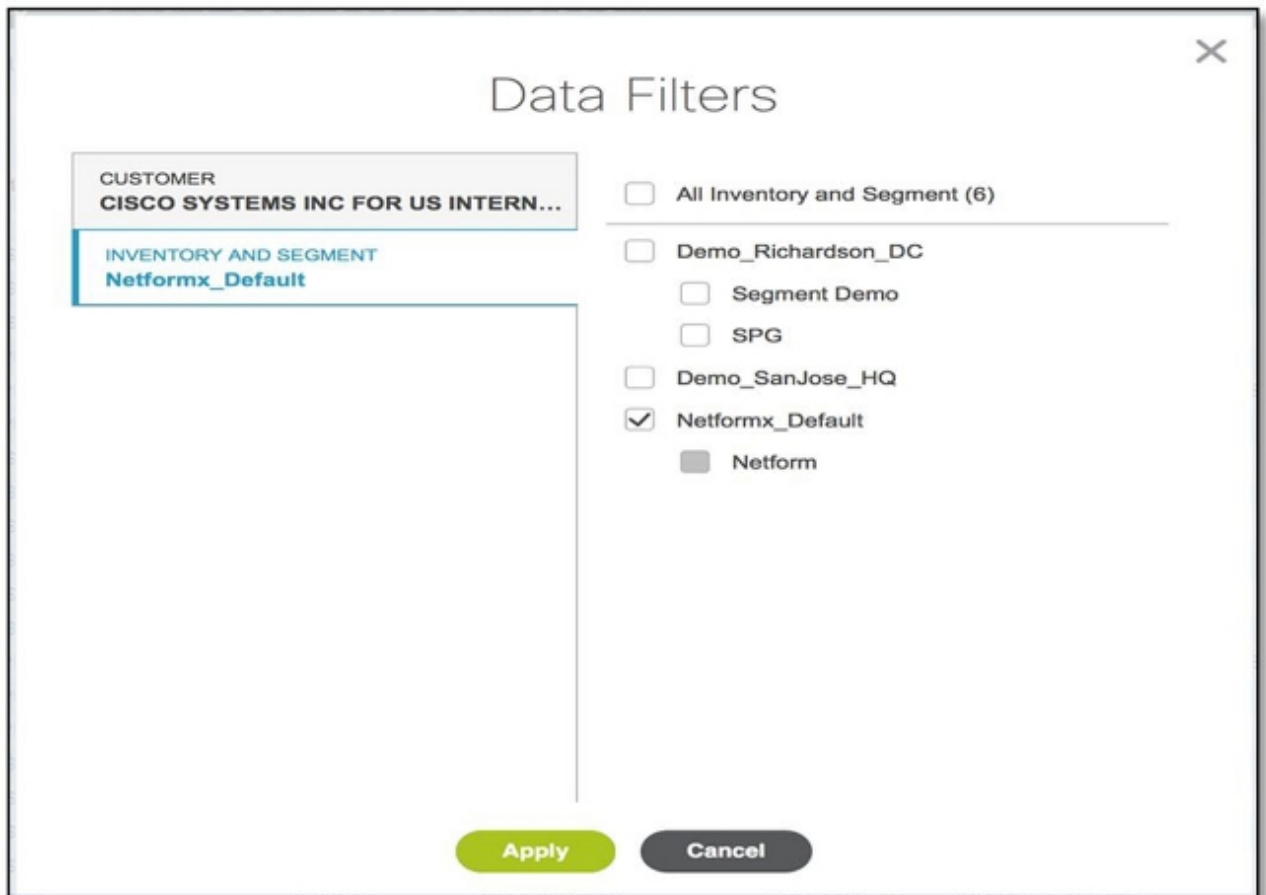 Data Filters
CUSTOMER
CISCO SYSTEMS INC FOR US INTERN...
INVENTORY AND SEGMENT
Netformx_Default
All Inventory and Segment (6)
Demo_Richardson_DC
Segment Demo
SPG
Demo_SanJose_HQ
Netformx_Default
Netform
Apply
Cancel